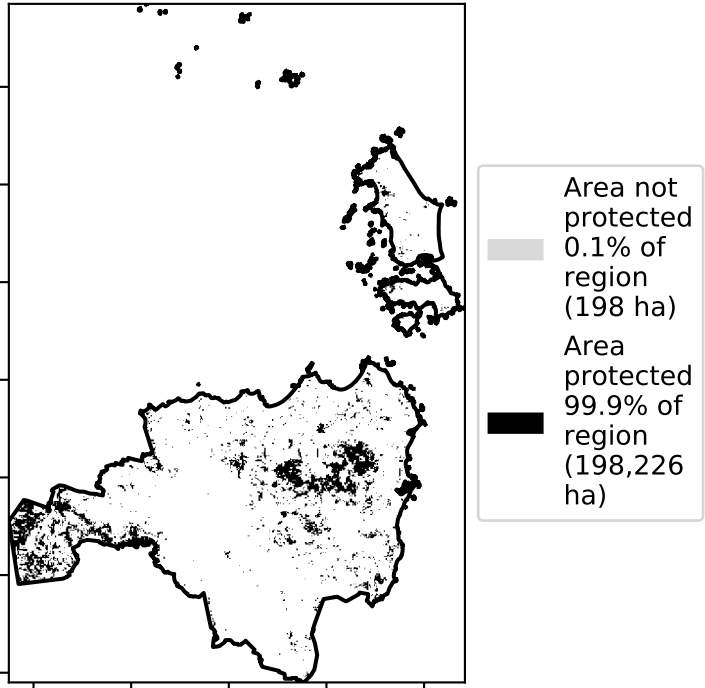 Area not
protected
0.1% of
region
(198 ha)
Area
protected
99.9% of
region
(198,226
ha)